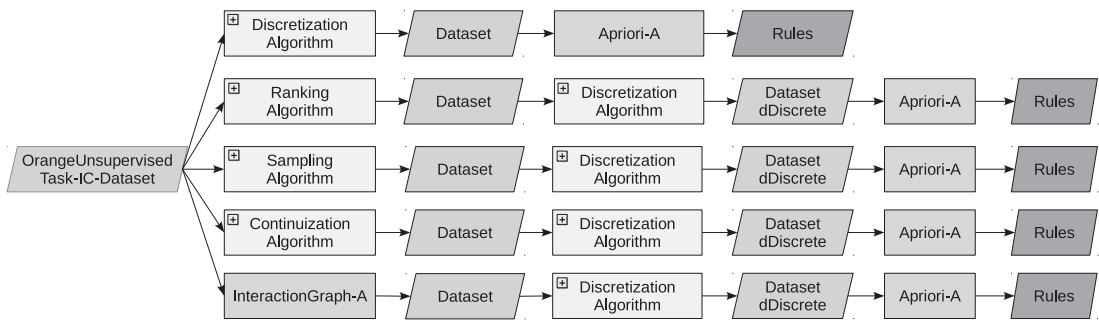 Discretization
Algorithm
Dataset
Apriori-A
Rules
Ranking
Algorithm
Dataset
Discretization
Algorithm
Dataset
dDiscrete
Apriori-A
Rules
OrangeUnsupervised
Task-IC-Dataset
Sampling
Algorithm
Dataset
Discretization
Algorithm
Dataset
dDiscrete
Apriori-A
Rules
Continuization
Algorithm
Dataset
Discretization
Algorithm
Dataset
dDiscrete
Apriori-A
Rules
InteractionGraph-A
Dataset
Discretization
Algorithm
Dataset
dDiscrete
Apriori-A
Rules